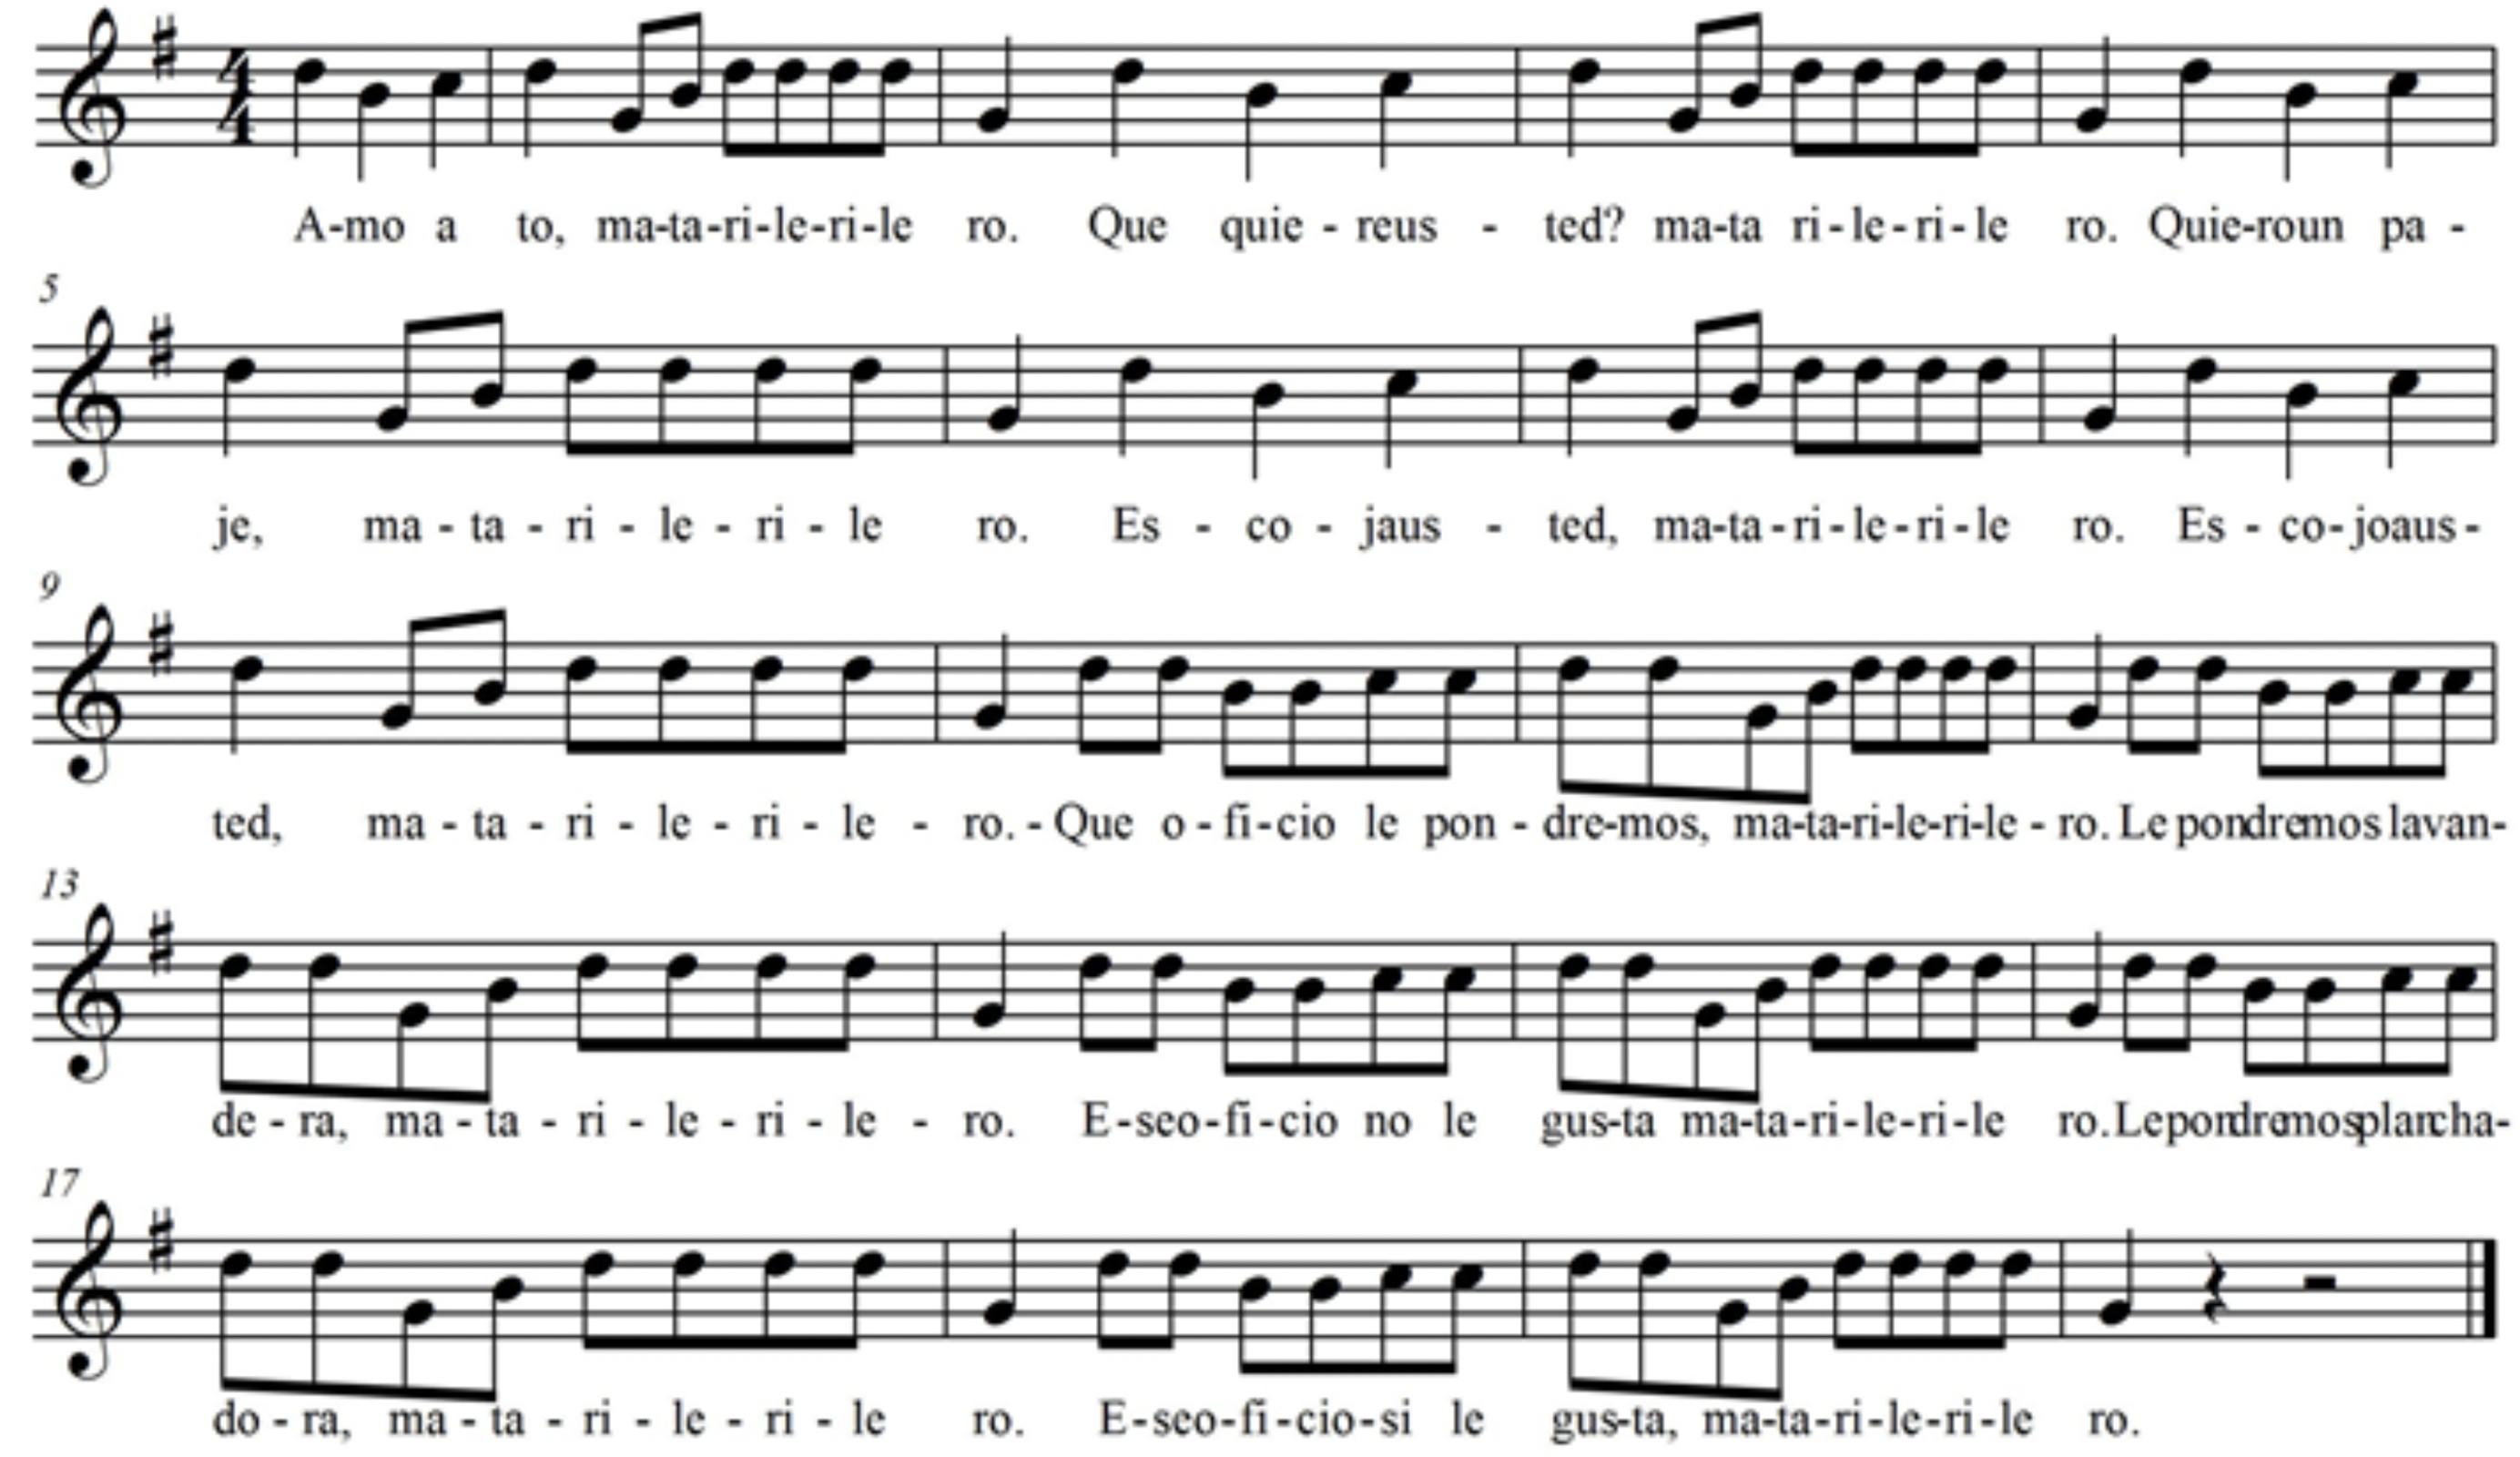 A-mo a to, ma-ta-ri-le-ri-le ro. Que quie - reus - ted? ma-ta ri-le-ri-le ro. Quie-roun pa -
5
je, ma - ta - ri - le - ri - le ro. Es - co - jaus - ted, ma-ta-ri-le-ri-le ro. Es - co-joaus-
9
ted, ma - ta - ri - le - ri - le - ro. - Que o-fi-cio le pon - dre-mos, ma-ta-ri-le-ri-le - ro. Le pondremos lavan-
13
de - ra, ma - ta - ri - le - ri - le - ro. E-seo-fi-cio no le gus-ta ma-ta-ri-le-ri-le ro. Lepondremosplancha-
17
do - ra, ma - ta - ri - le - ri - le ro. E-seo-fi-cio-si le gus-ta, ma-ta-ri-le-ri-le ro.